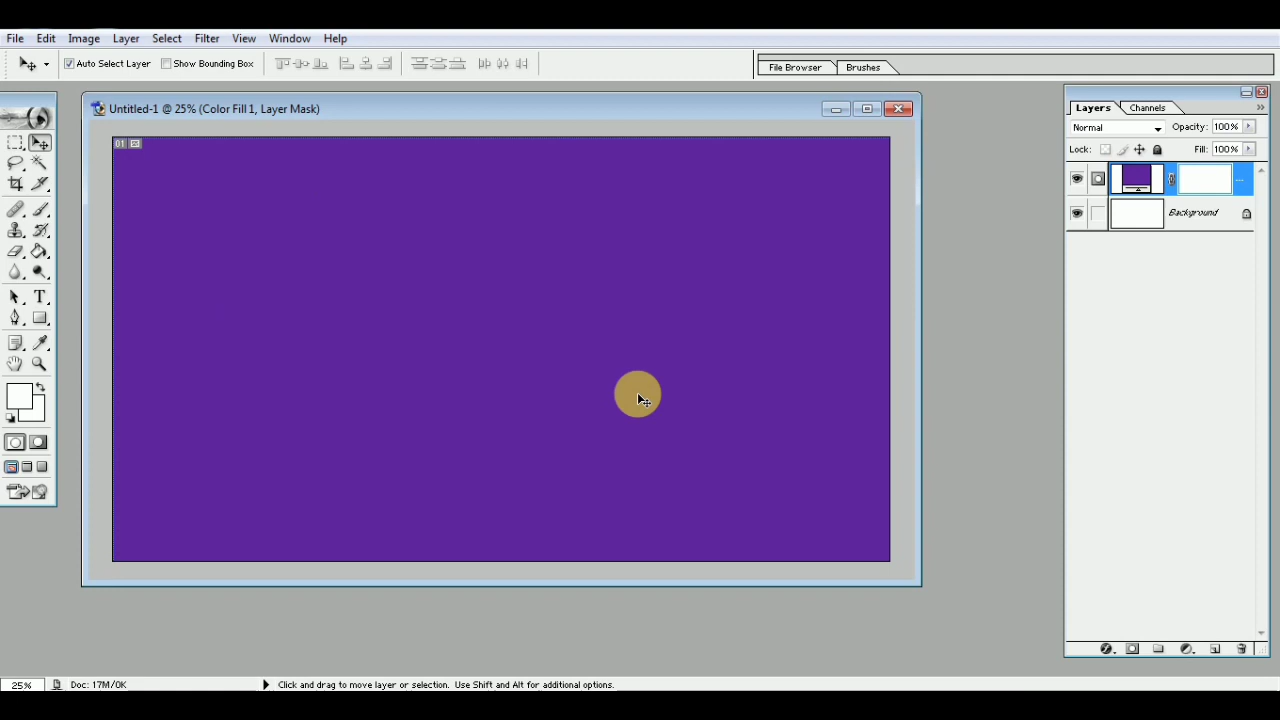 File Edit Image Layer Select Filter View Window Help
Auto Select Layer Show Bounding Box File Browser Brushes
Untitled-1 @ 25% (Color Fill 1, Layer Mask)
01
Layers Channels
Normal Opacity: 100%
Lock: Fill: 100%
...
Background
T
25% Doc: 17M/0K Click and drag to move layer or selection. Use Shift and Alt for additional options.